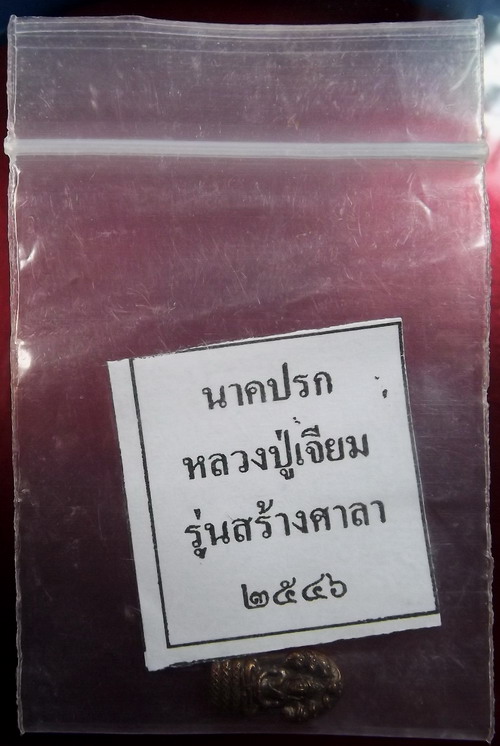 นาคปรก
หลวงปู่เจียม
รุ่นสร้างศาลา
๒๕๔๖